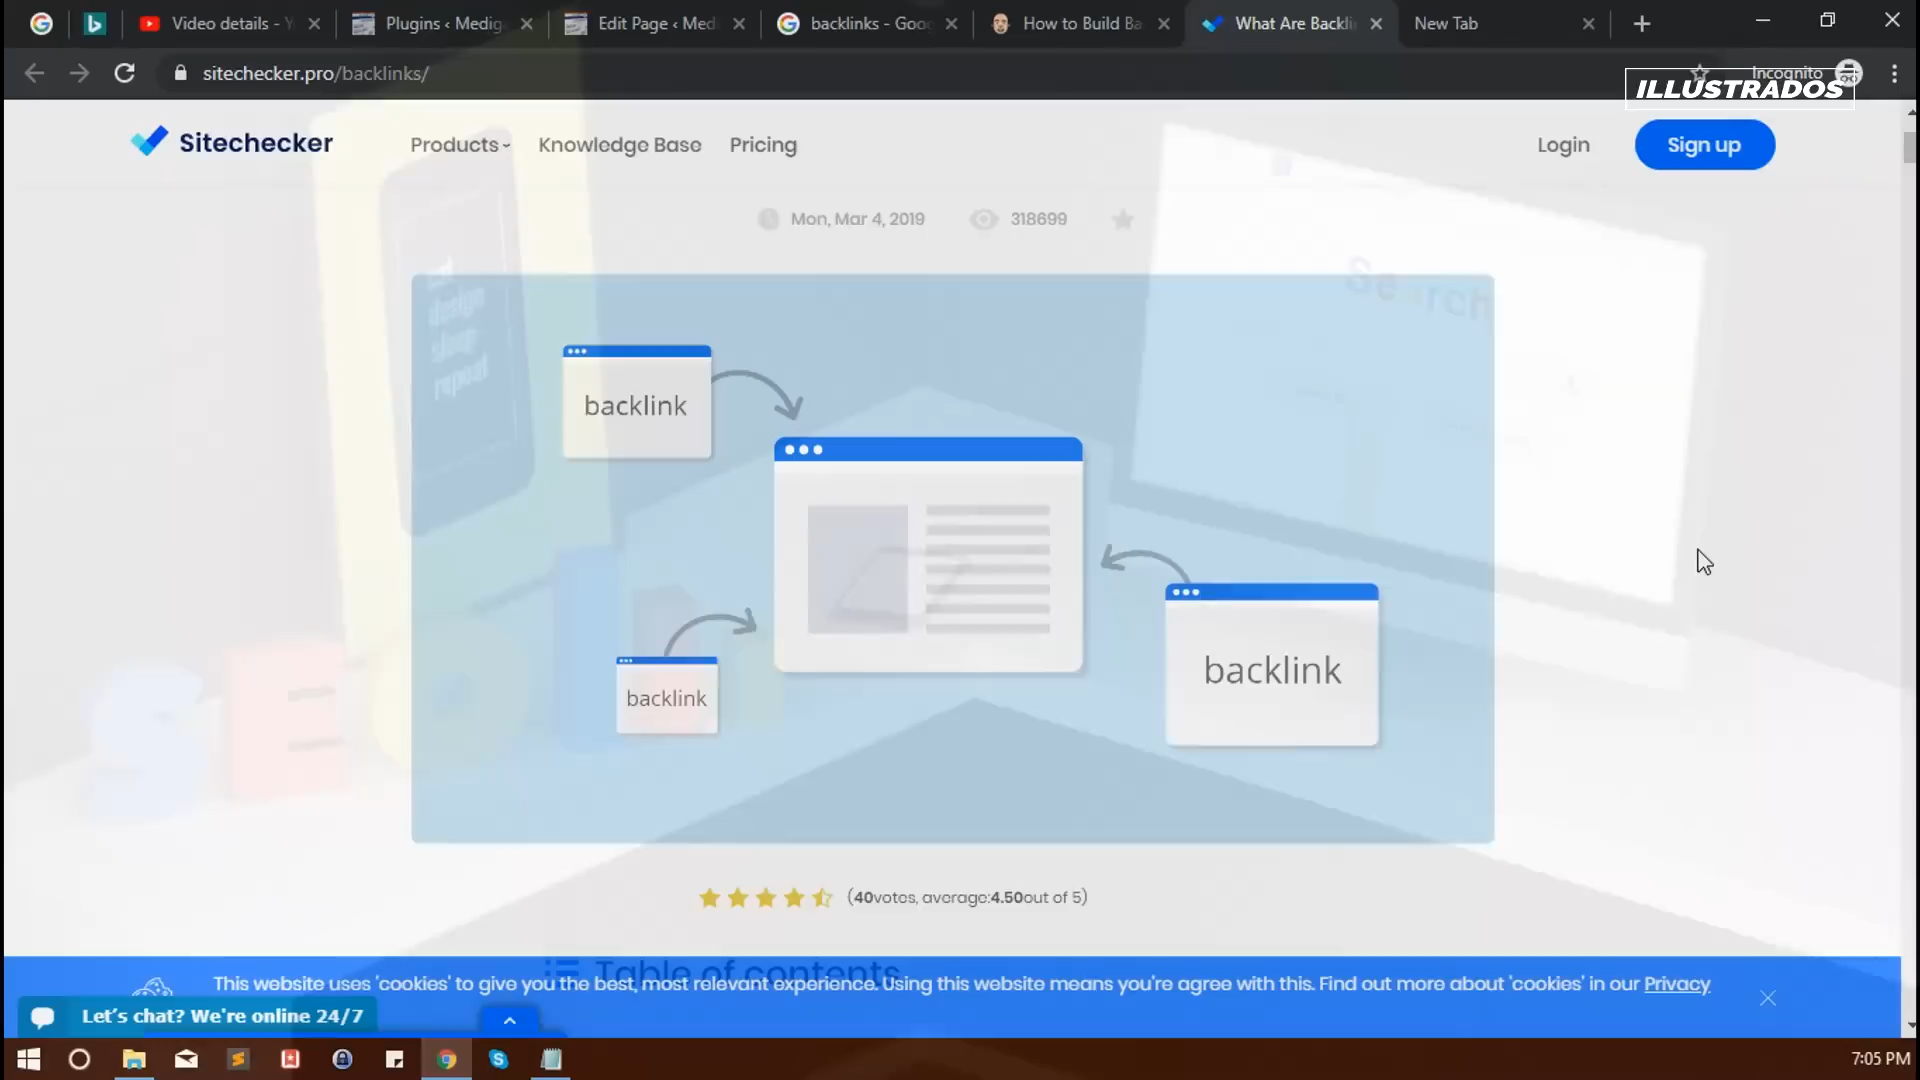 Video details - Y
Plugins ‹ Medig
Edit Page ‹ Med
backlinks - Goo
How to Build Ba
What Are Backli
New Tab
sitechecker.pro/backlinks/
Incognito
ILLUSTRADOS
Sitechecker
Products
Knowledge Base
Pricing
Login
Sign up
Mon, Mar 4, 2019
318699
Search
design
sleep
repeat
backlink
backlink
backlink
(40votes, average:4.50out of 5)
Table of contents
This website uses 'cookies' to give you the best, most relevant experience. Using this website means you're agree with this. Find out more about 'cookies' in our Privacy
Let's chat? We're online 24/7
7:05 PM